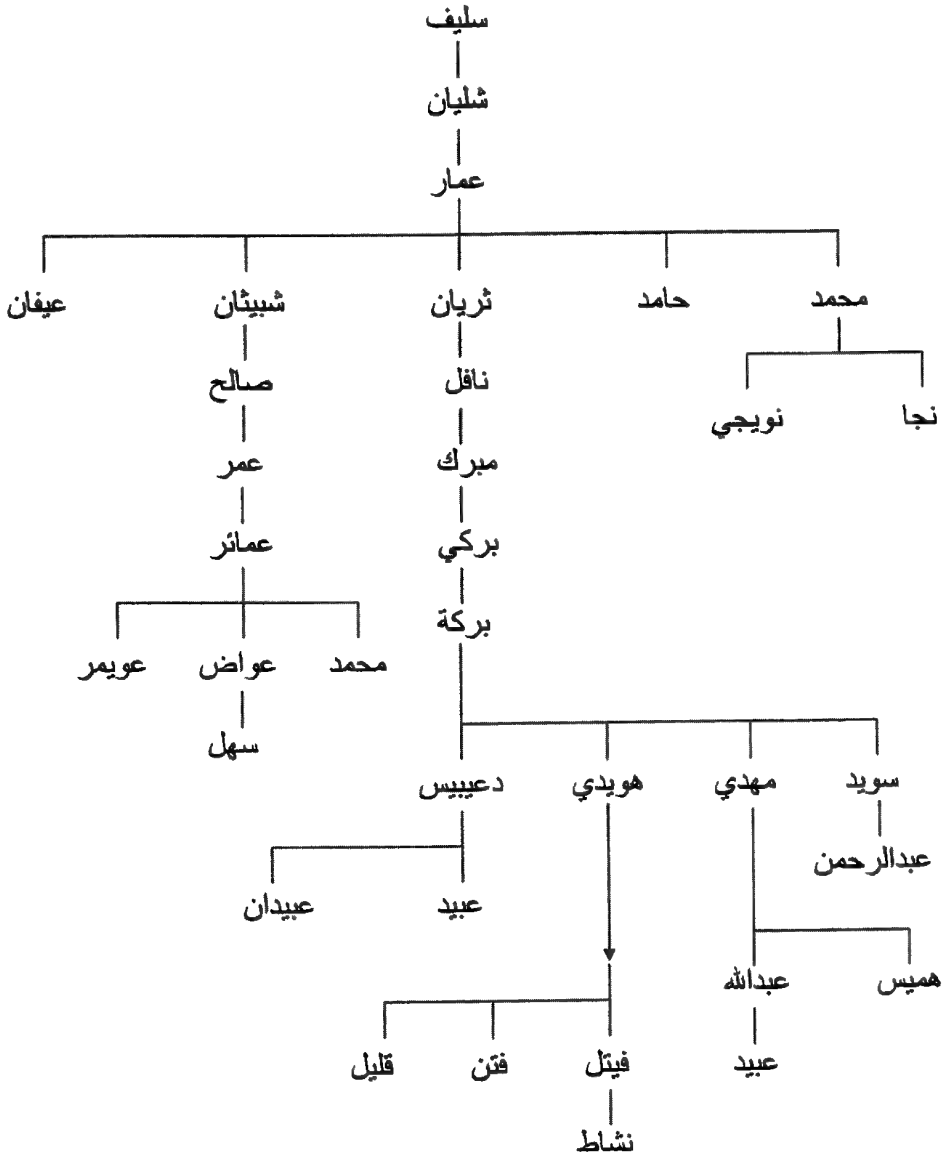 سليف
شليان
عمار
محمد حامد ثريان شبيثان عيفان
نجا نويجي نافل صالح
مبرك عمر
بركي عمائر
بركة
محمد عواض عويمر
سهل
سويد مهدي هويدي دعيبيس
عبدالرحمن
عبيد عبيدان
هميس عبدالله
عبيد فيتل فتن قليل
نشاط